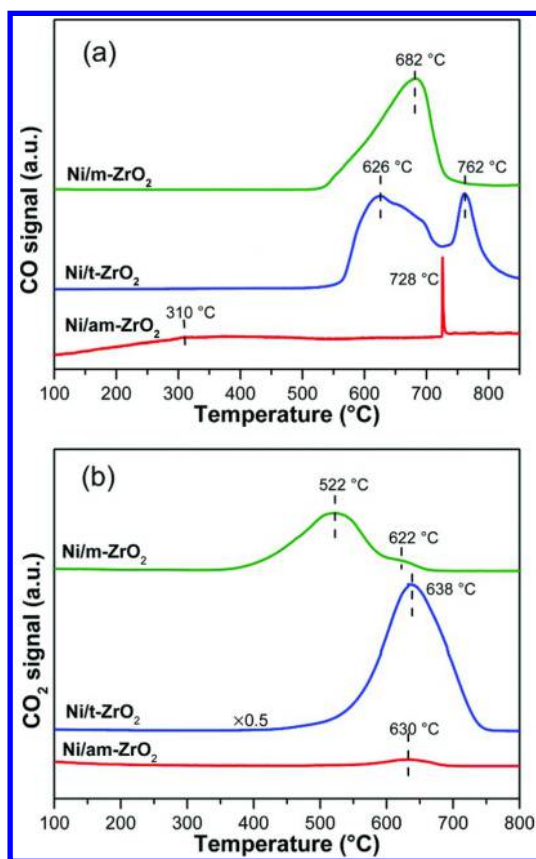 (a)
682 °C
Ni/m-ZrO2
626 °C
762 °C
Ni/t-ZrO2
728 °C
310 °C
Ni/am-ZrO2
CO signal (a.u.)
100 200 300 400 500 600 700 800
Temperature (°C)
(b)
522 °C
622 °C
Ni/m-ZrO2
638 °C
Ni/t-ZrO2
×0.5
630 °C
Ni/am-ZrO2
CO2 signal (a.u.)
100 200 300 400 500 600 700 800
Temperature (°C)